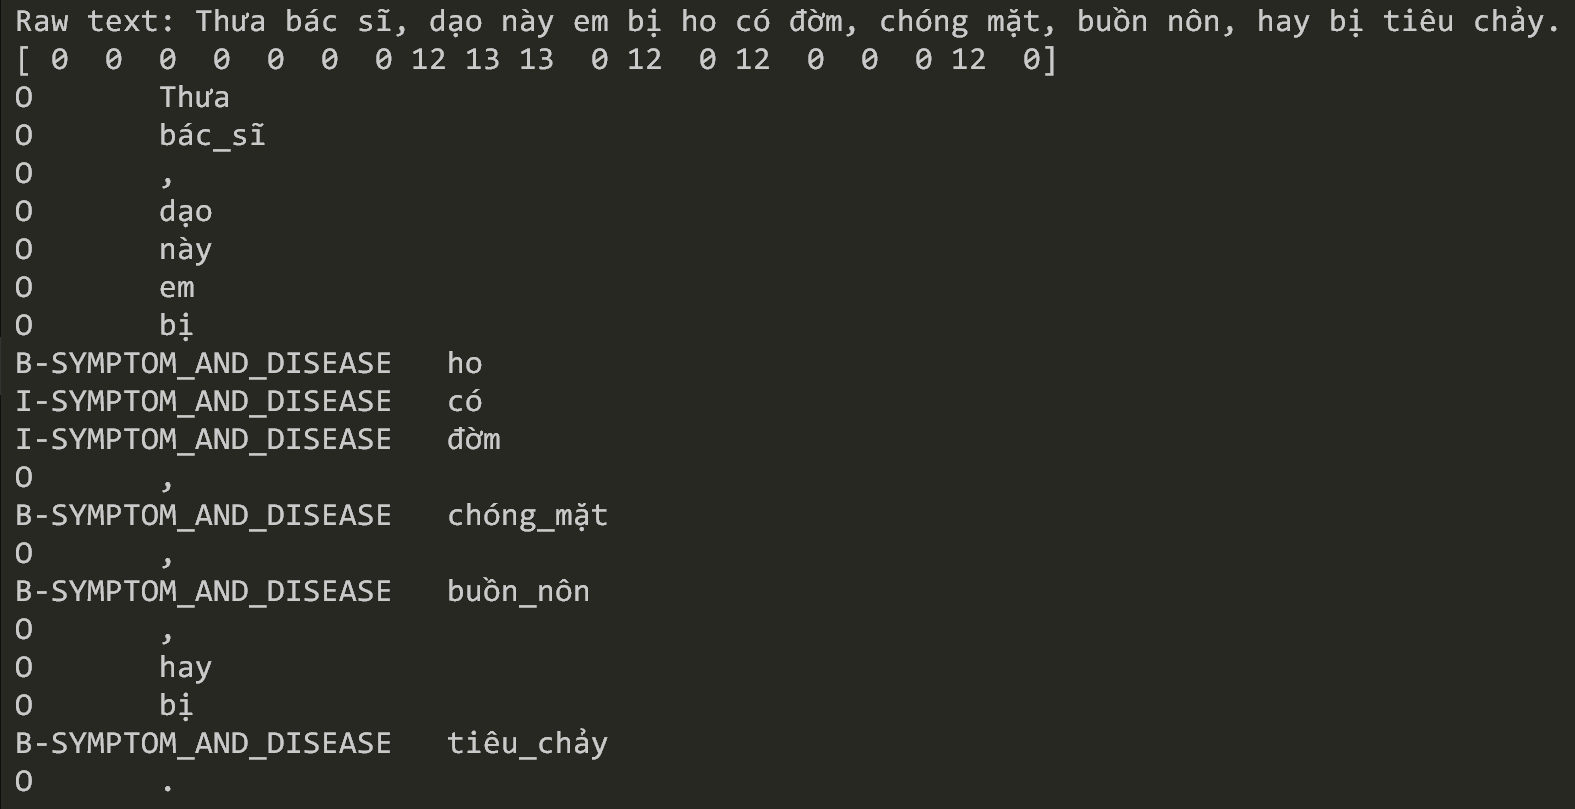 Raw text: Thưa bác sĩ, dạo này em bị ho có đờm, chóng mặt, buồn nôn, hay bị tiêu chảy.
[ 0 0 0 0 0 0 0 12 13 13 0 12 0 12 0 0 0 12 0]
O Thưa
O bác_sĩ
O ,
O dạo
O này
O em
O bị
B-SYMPTOM_AND_DISEASE ho
I-SYMPTOM_AND_DISEASE có
I-SYMPTOM_AND_DISEASE đờm
O ,
B-SYMPTOM_AND_DISEASE chóng_mặt
O ,
B-SYMPTOM_AND_DISEASE buồn_nôn
O ,
O hay
O bị
B-SYMPTOM_AND_DISEASE tiêu_chảy
O .